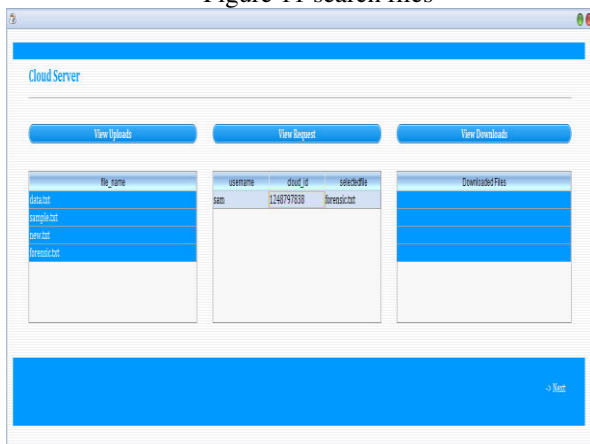 Figure 11 search files
Cloud Server
View Uploads
View Request
View Downloads
file_name
data.txt
sample.txt
new.txt
forensic.txt
username cloud_id selectedfile
sam 1248797838 forensic.txt
Downloaded Files
-> Next